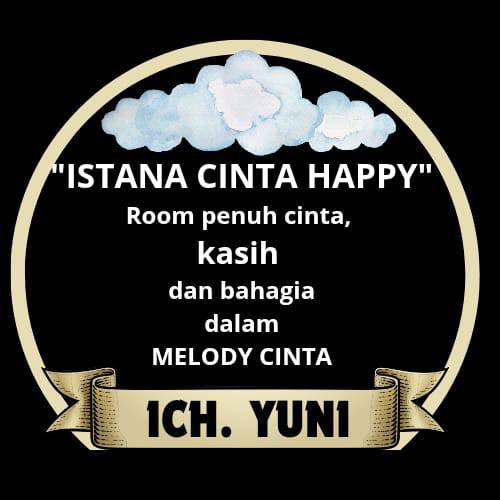 "ISTANA CINTA HAPPY"
Room penuh cinta,
kasih
dan bahagia
dalam
MELODY CINTA
ICH. YUNI